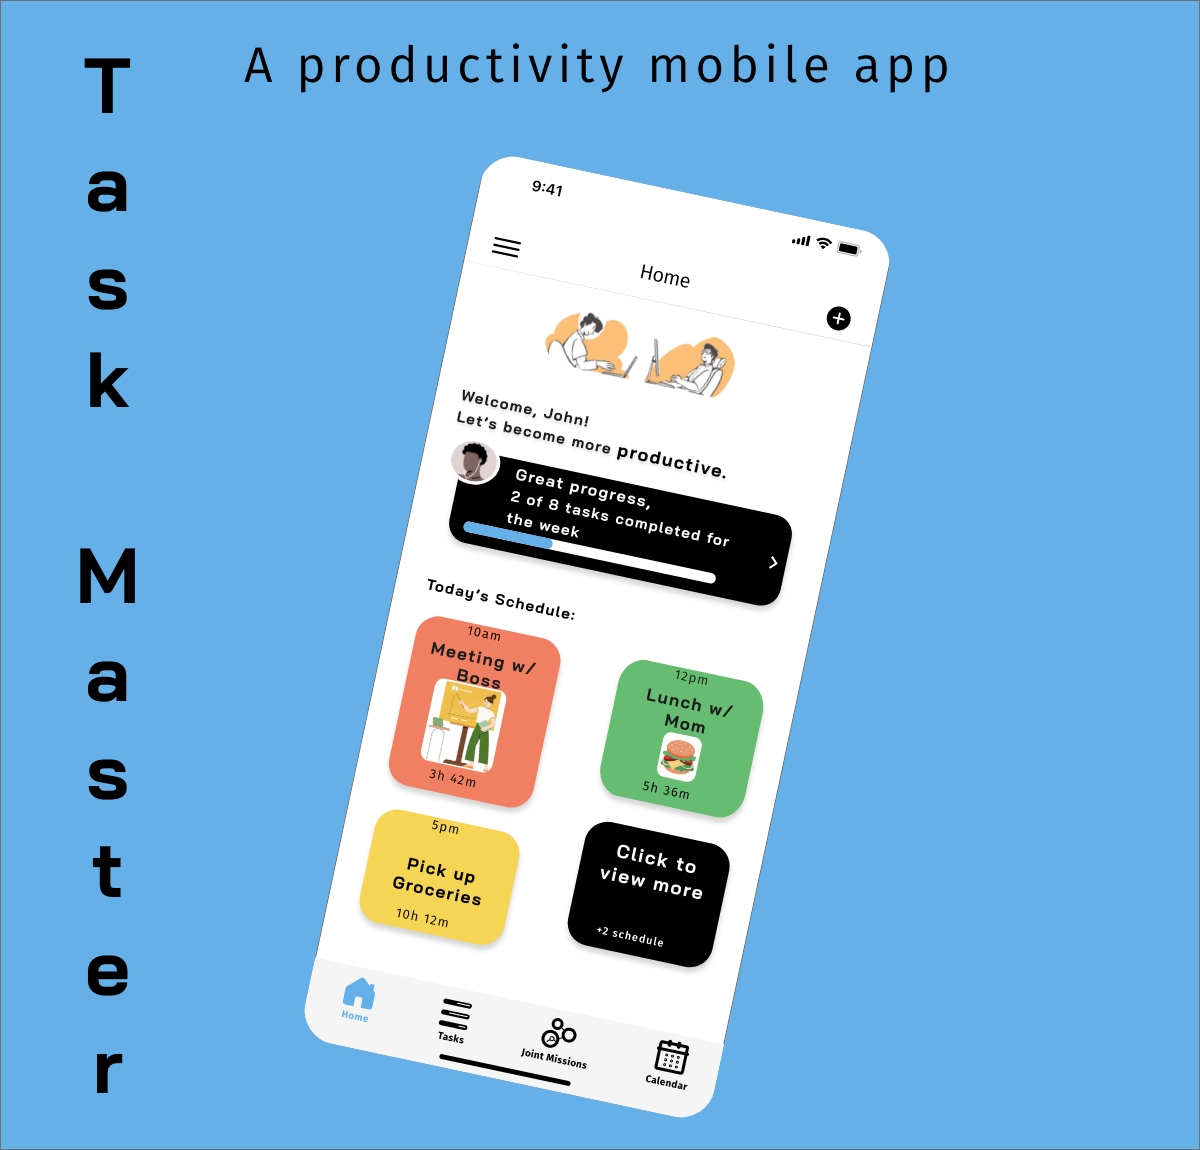 Task Master
A productivity mobile app
9:41
Home
Welcome, John!
Let's become more productive.
Great progress,
2 of 8 tasks completed for
the week
Today's Schedule:
10am
Meeting w/
Boss
3h 42m
12pm
Lunch w/
Mom
5h 36m
5pm
Pick up
Groceries
10h 12m
Click to
view more
+2 schedule
Home
Tasks
Joint Missions
Calendar